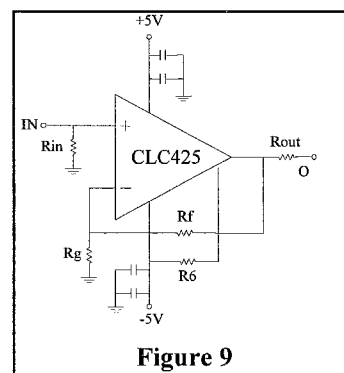 +5V
IN
+
CLC425
Rin
Rout
O
−
Rf
Rg
R6
-5V
Figure 9